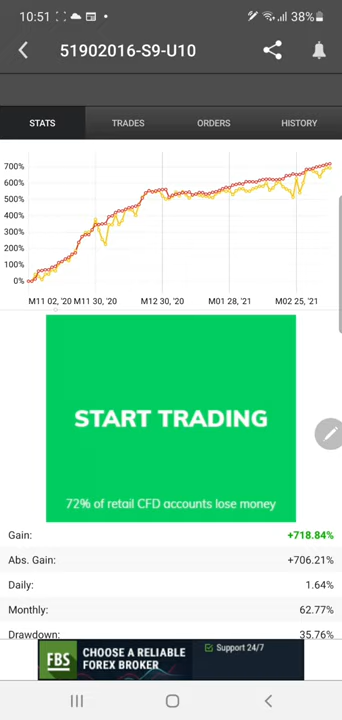 10:51
38%
51902016-S9-U10
STATS TRADES ORDERS HISTORY
700%
600%
500%
400%
300%
200%
100%
0%
M11 02, '20 M11 30, '20 M12 30, '20 M01 28, '21 M02 25, '21
START TRADING
72% of retail CFD accounts lose money
Gain: +718.84%
Abs. Gain: +706.21%
Daily: 1.64%
Monthly: 62.77%
Drawdown: 35.76%
FBS
CHOOSE A RELIABLE
FOREX BROKER
Support 24/7